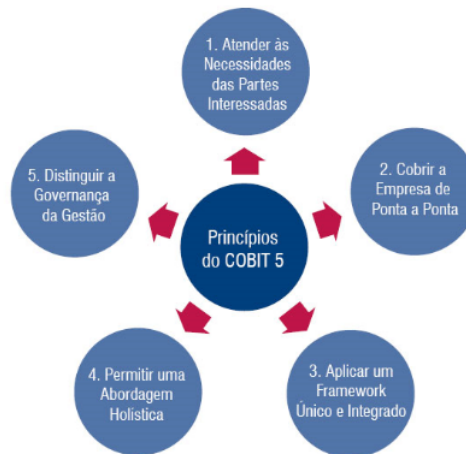 1. Atender às
Necessidades
das Partes
Interessadas
2. Cobrir a
Empresa de
Ponta a Ponta
3. Aplicar um
Framework
Único e Integrado
4. Permitir uma
Abordagem
Holística
5. Distinguir a
Governança
da Gestão
Princípios
do COBIT 5